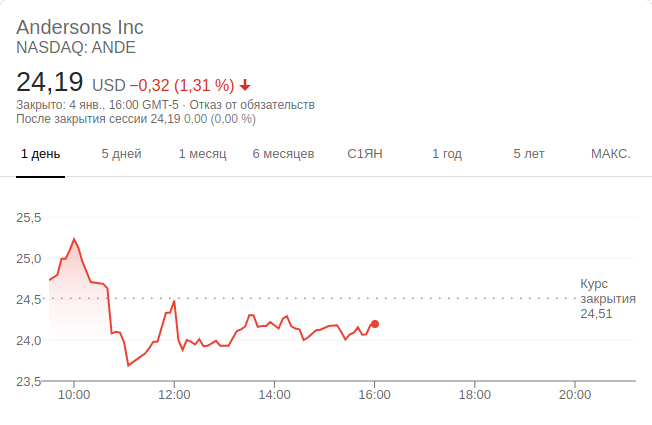 Andersons Inc
NASDAQ: ANDE
24,19 USD −0,32 (1,31 %)
Закрыто: 4 янв., 16:00 GMT-5 · Отказ от обязательств
После закрытия сессии 24,19 0,00 (0,00 %)
1 день 5 дней 1 месяц 6 месяцев С1ЯН 1 год 5 лет МАКС.
25,5
25,0
24,5
24,0
23,5
Курс
закрытия
24,51
10:00 12:00 14:00 16:00 18:00 20:00